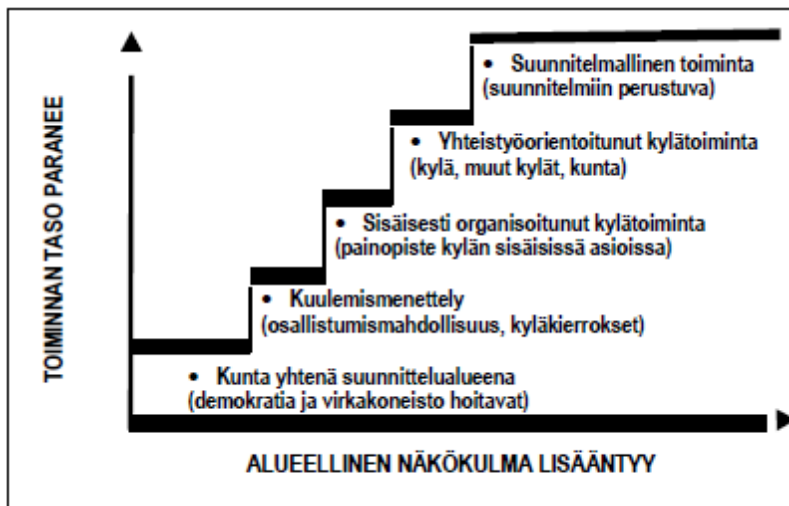 TOIMINNAN TASO PARANEE
• Suunnitelmallinen toiminta
(suunnitelmiin perustuva)
• Yhteistyöorientoitunut kylätoiminta
(kylä, muut kylät, kunta)
• Sisäisesti organisoitunut kylätoiminta
(painopiste kylän sisäisissä asioissa)
• Kuulemismenettely
(osallistumismahdollisuus, kyläkierrokset)
• Kunta yhtenä suunnittelualueena
(demokratia ja virkakoneisto hoitavat)
ALUEELLINEN NÄKÖKULMA LISÄÄNTYY